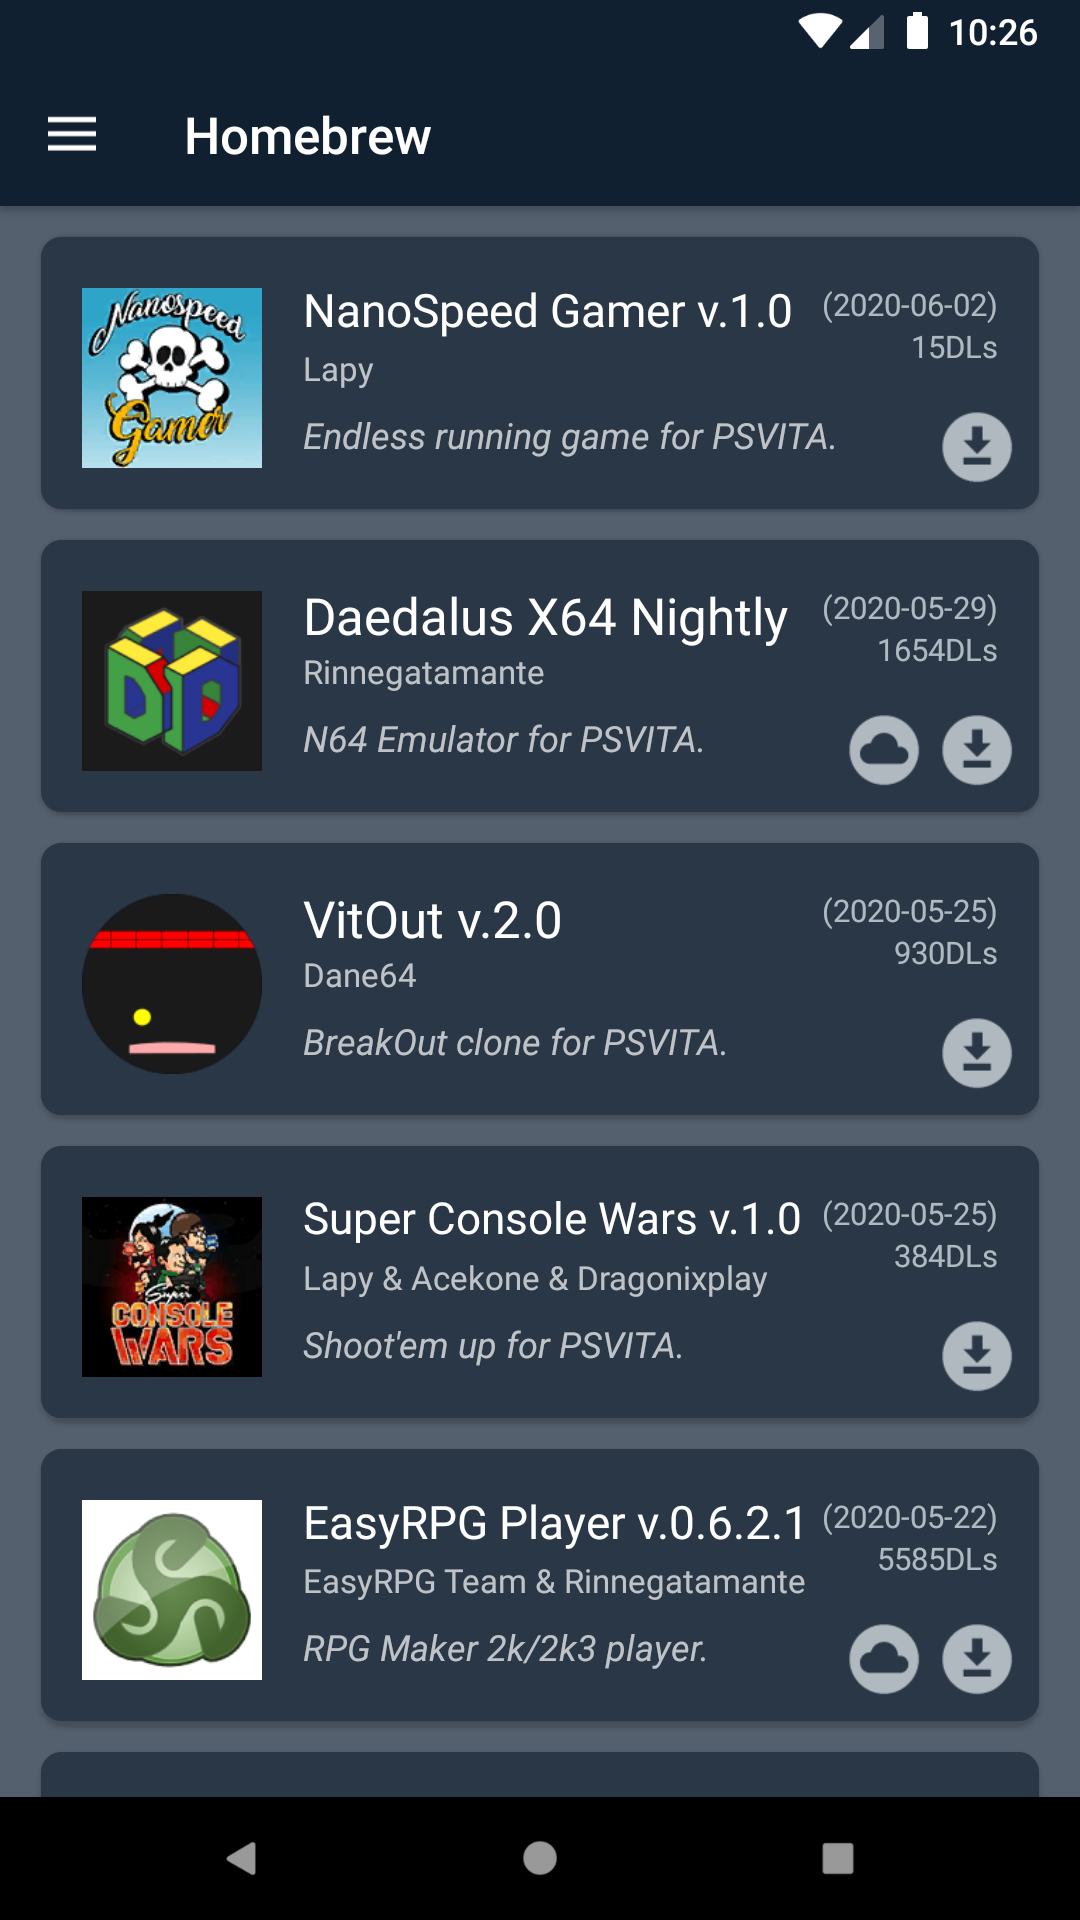 10:26
Homebrew
Nanospeed
Gamer
NanoSpeed Gamer v.1.0
(2020-06-02)
15DLs
Lapy
Endless running game for PSVITA.
Daedalus X64 Nightly
(2020-05-29)
1654DLs
Rinnegatamante
N64 Emulator for PSVITA.
VitOut v.2.0
(2020-05-25)
930DLs
Dane64
BreakOut clone for PSVITA.
Super
CONSOLE
WARS
Super Console Wars v.1.0
(2020-05-25)
384DLs
Lapy & Acekone & Dragonixplay
Shoot'em up for PSVITA.
EasyRPG Player v.0.6.2.1
(2020-05-22)
5585DLs
EasyRPG Team & Rinnegatamante
RPG Maker 2k/2k3 player.